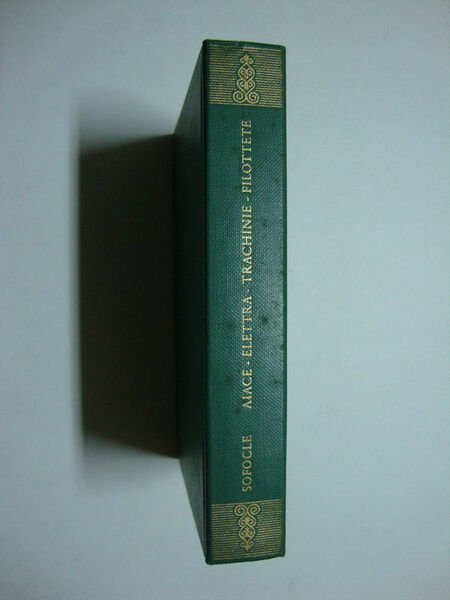 SOFOCLE AIACE - ELETTRA - TRACHINIE - FILOTTETE